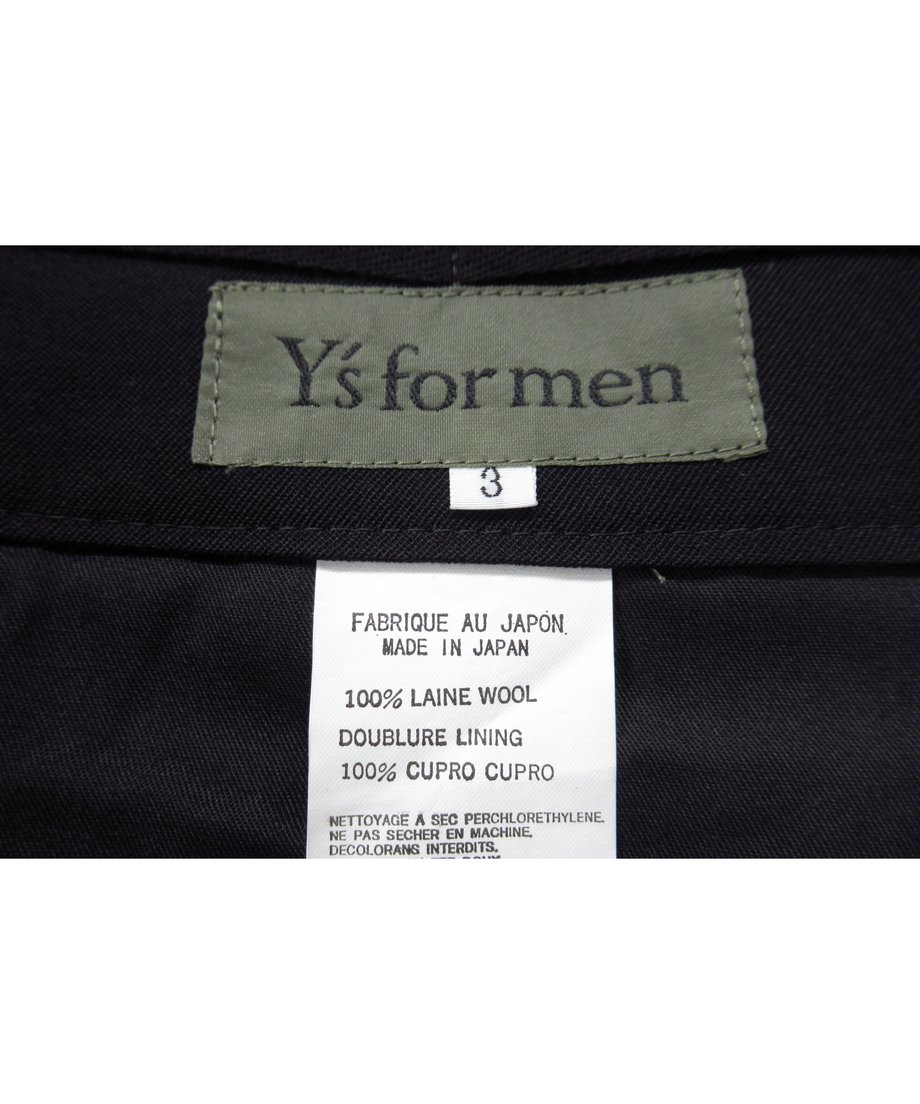 Y's for men
3
FABRIQUE AU JAPON.
MADE IN JAPAN
100% LAINE WOOL
DOUBLURE LINING
100% CUPRO CUPRO
NETTOYAGE A SEC PERCHLORETHYLENE.
NE PAS SECHER EN MACHINE.
DECOLORANS INTERDITS.